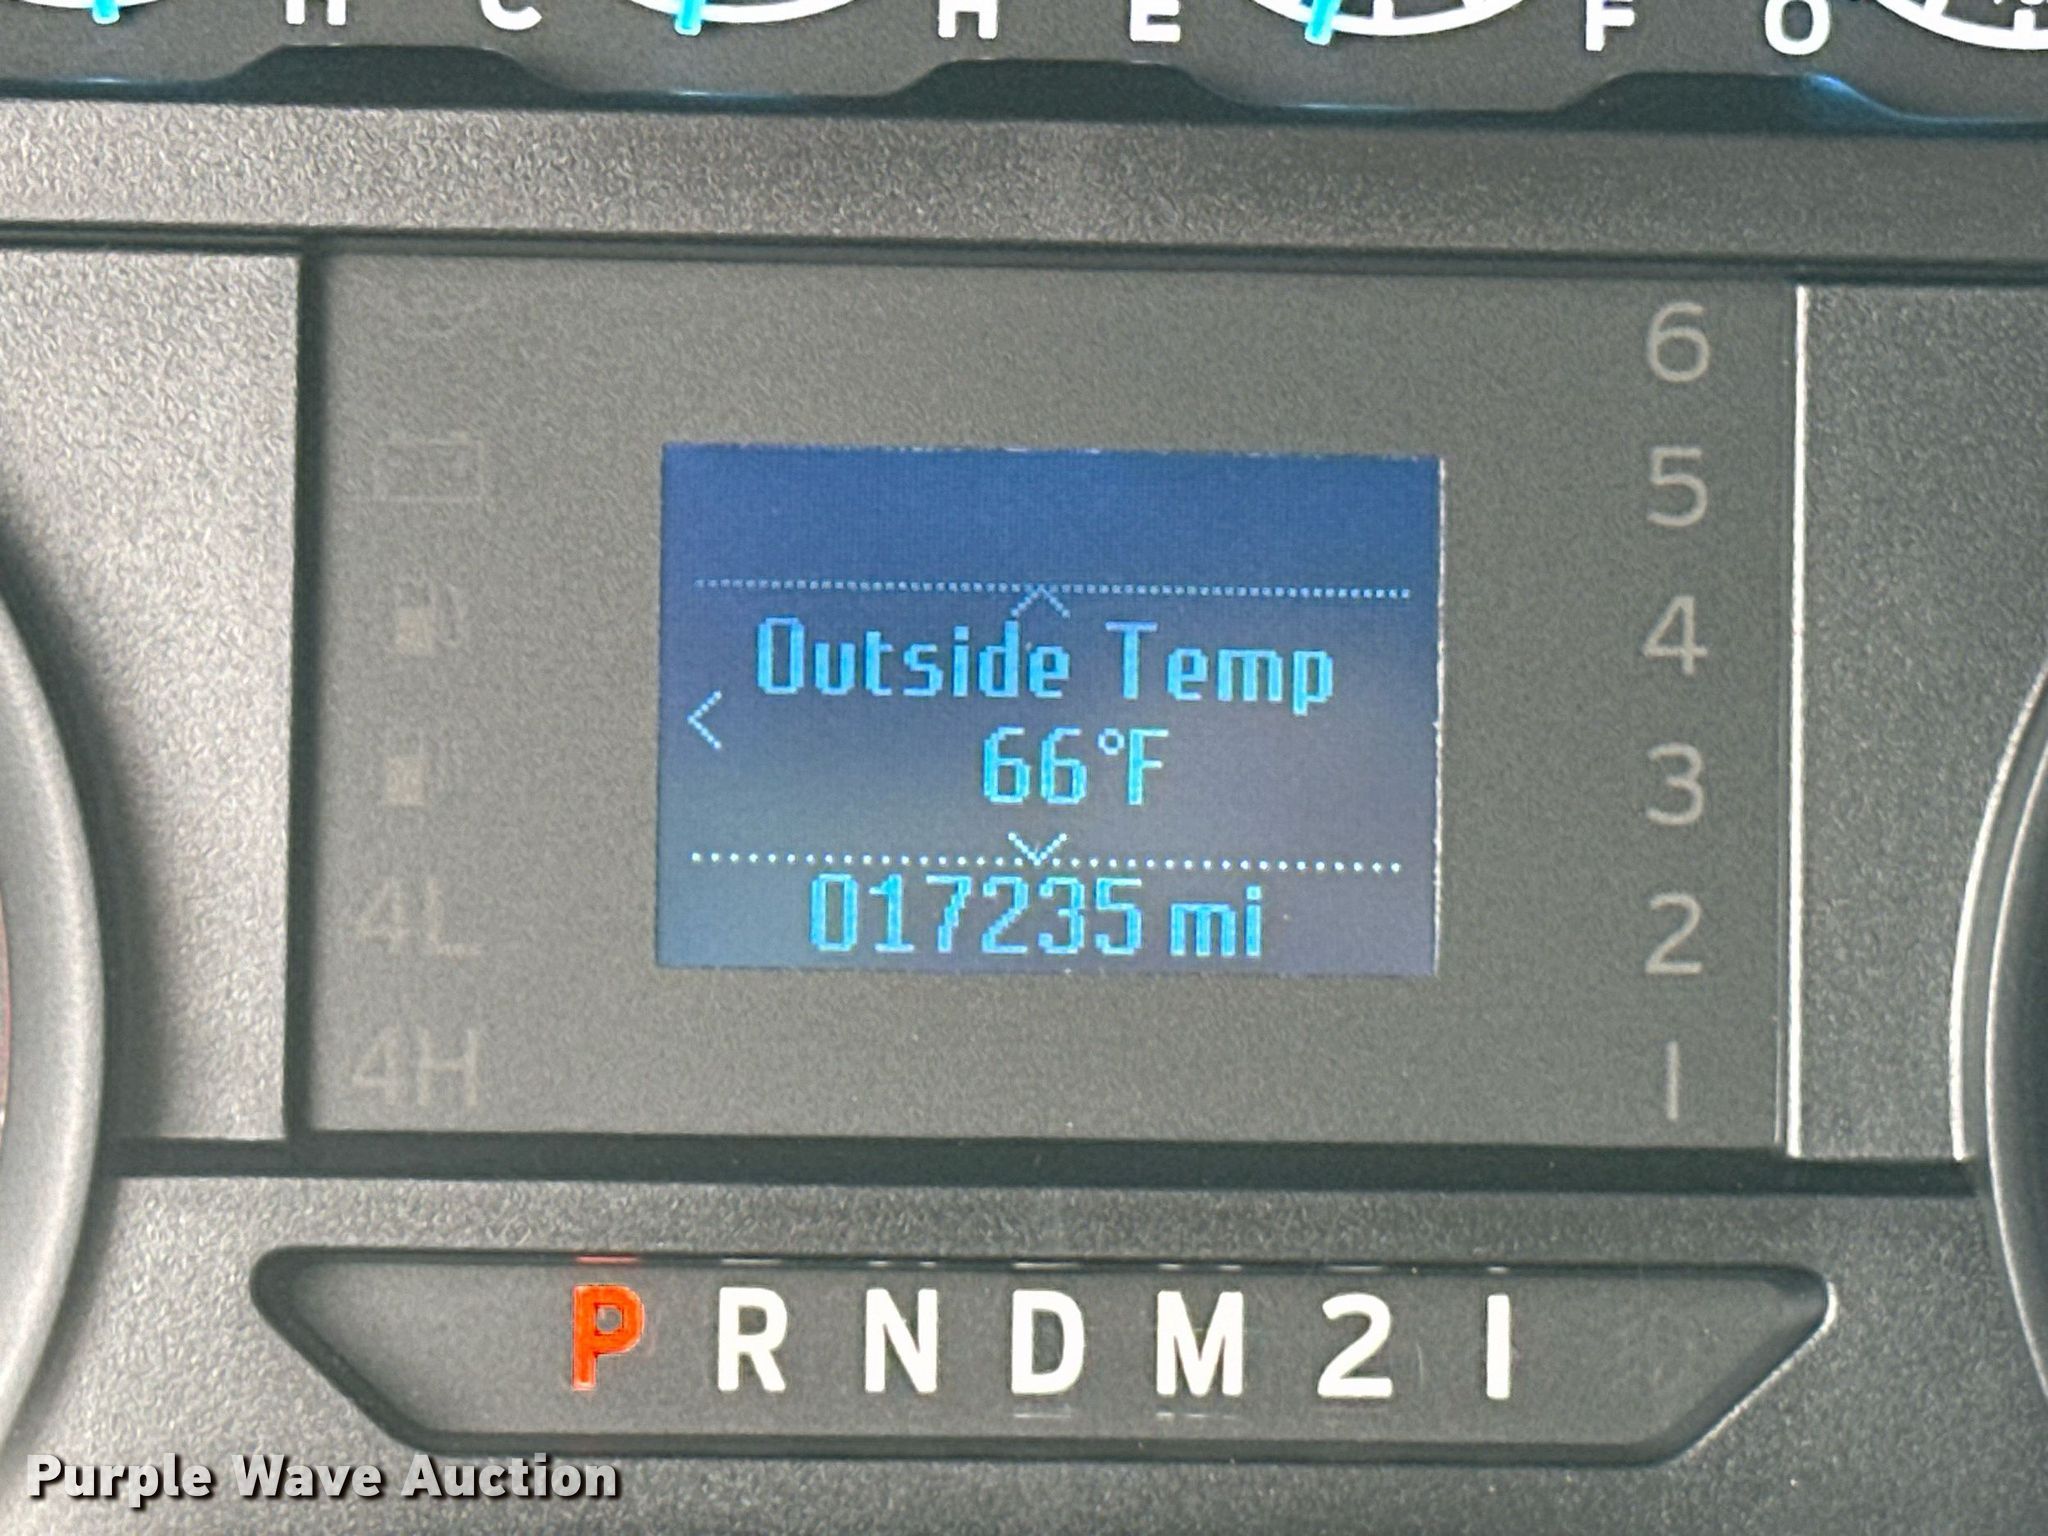 H C H E F O
6
5
4
3
2
1
4L
4H
Outside Temp
66°F
017235 mi
P R N D M 2 1
Purple Wave Auction